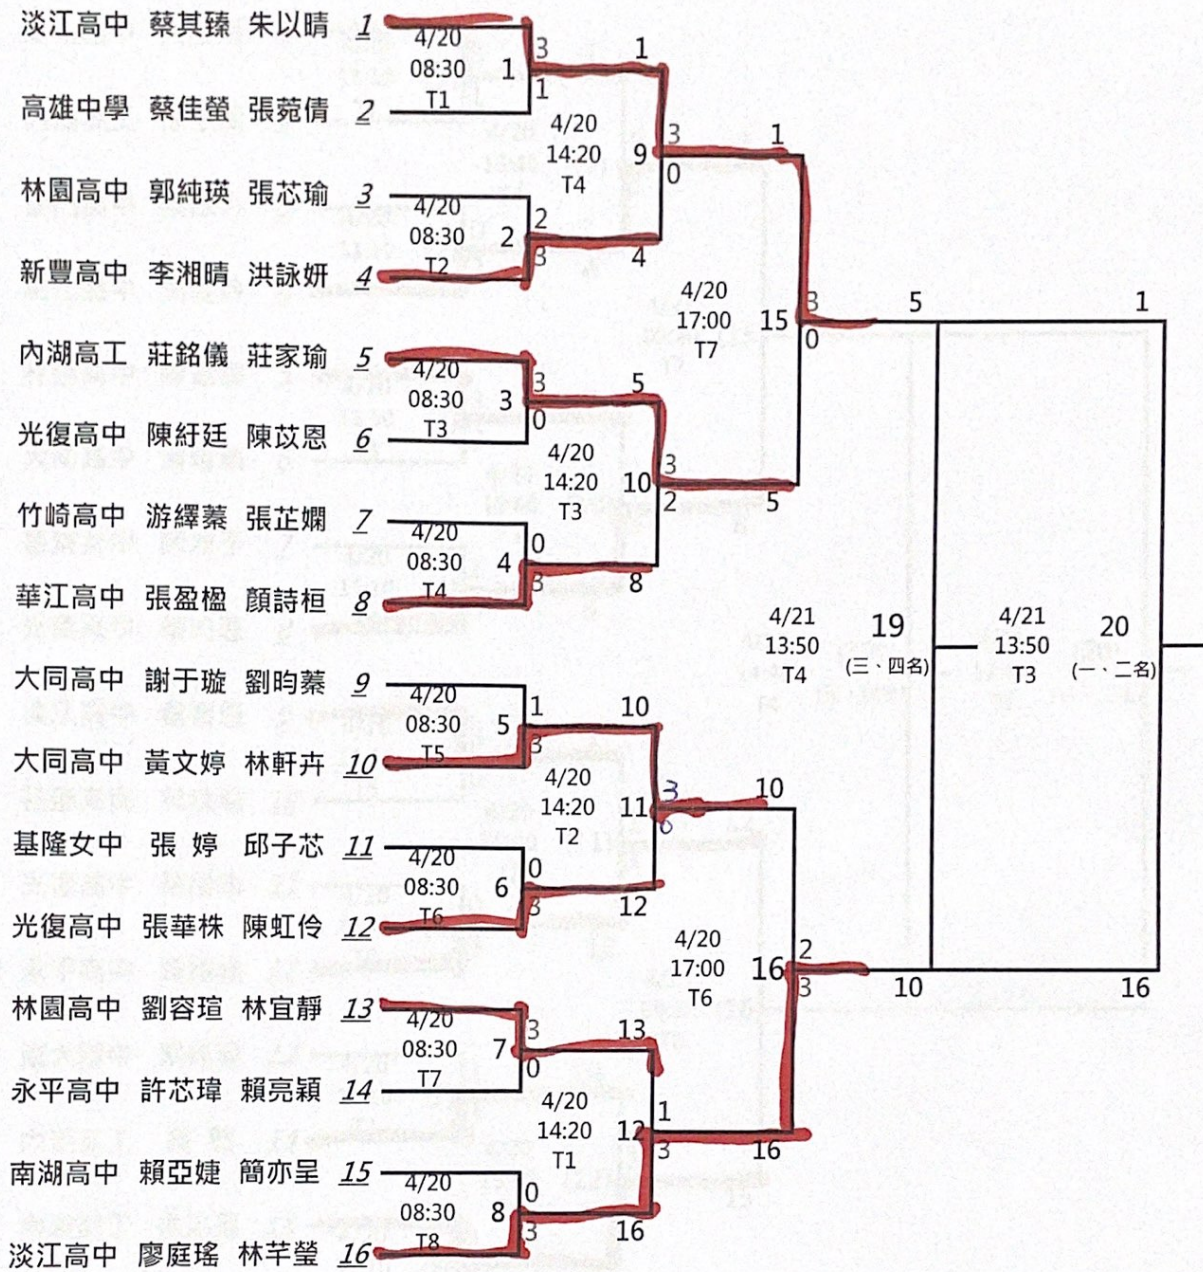 淡江高中 蔡其臻 朱以晴 1
4/20
08:30
T1
3
1
1
1
高雄中學 蔡佳螢 張菀倩 2
4/20
14:20
T4
3
9
0
1
林園高中 郭純瑛 張芯瑜 3
4/20
08:30
T2
2
2
3
4
新豐高中 李湘晴 洪詠妍 4
4/20
17:00
T7
3
15
0
5
1
內湖高工 莊銘儀 莊家瑜 5
4/20
08:30
T3
3
3
0
5
光復高中 陳紆廷 陳苡恩 6
4/20
14:20
T3
3
10
2
5
竹崎高中 游繹蓁 張芷嫻 7
4/20
08:30
T4
0
4
3
8
華江高中 張盈楹 顏詩桓 8
4/21
13:50
T4
19
(三、四名)
4/21
13:50
T3
20
(一、二名)
大同高中 謝于璇 劉昀蓁 9
4/20
08:30
T5
1
5
3
10
大同高中 黃文婷 林軒卉 10
4/20
14:20
T2
3
11
0
10
基隆女中 張 婷 邱子芯 11
4/20
08:30
T6
0
6
3
12
光復高中 張華株 陳虹伶 12
4/20
17:00
T6
2
16
3
10
16
林園高中 劉容瑄 林宜靜 13
4/20
08:30
T7
3
7
0
13
永平高中 許芯瑋 賴亮穎 14
4/20
14:20
T1
1
12
3
16
南湖高中 賴亞婕 簡亦呈 15
4/20
08:30
T8
0
8
3
16
淡江高中 廖庭瑤 林芊瑩 16